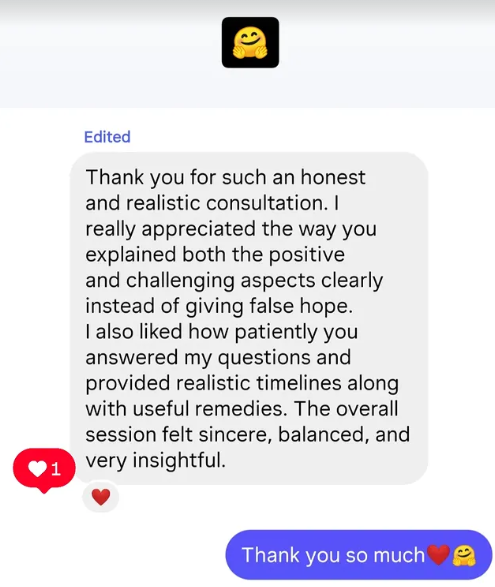 Edited
Thank you for such an honest
and realistic consultation. I
really appreciated the way you
explained both the positive
and challenging aspects clearly
instead of giving false hope.
I also liked how patiently you
answered my questions and
provided realistic timelines along
with useful remedies. The overall
session felt sincere, balanced, and
very insightful.
1
Thank you so much❤️🤗